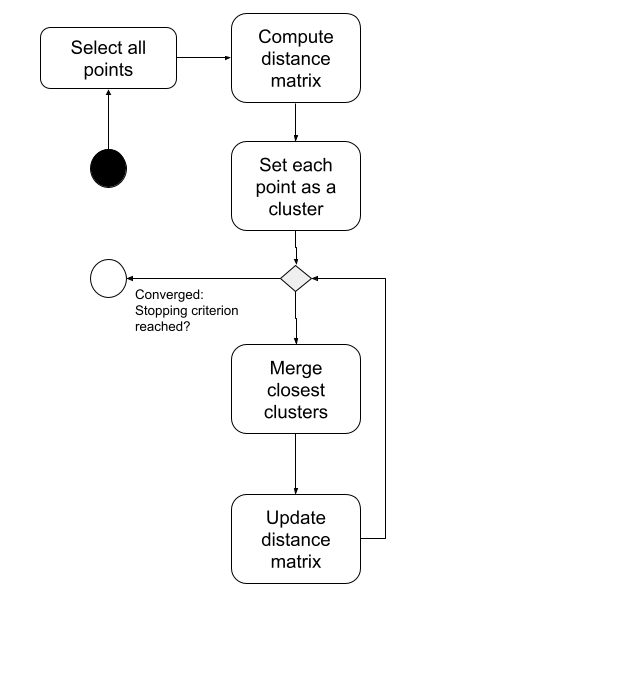 Select all
points
Compute
distance
matrix
Set each
point as a
cluster
Converged:
Stopping criterion
reached?
Merge
closest
clusters
Update
distance
matrix